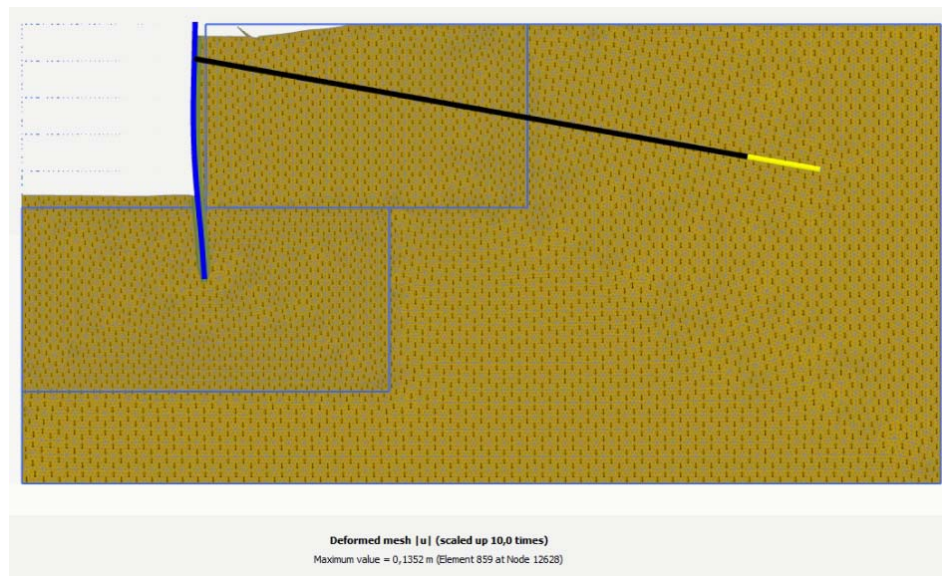 Deformed mesh |u| (scaled up 10,0 times)
Maximum value = 0,1352 m (Element 859 at Node 12628)